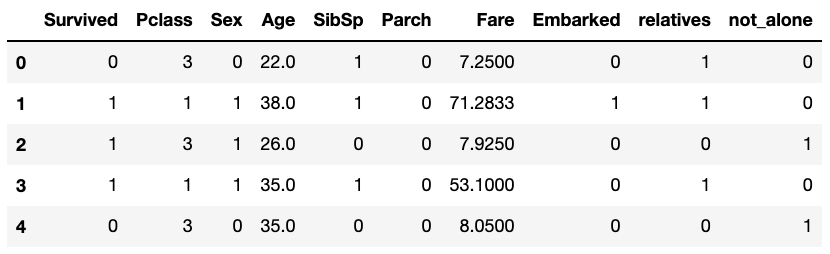 Survived Pclass Sex Age SibSp Parch Fare Embarked relatives not_alone
0 0 3 0 22.0 1 0 7.2500 0 1 0
1 1 1 1 38.0 1 0 71.2833 1 1 0
2 1 3 1 26.0 0 0 7.9250 0 0 1
3 1 1 1 35.0 1 0 53.1000 0 1 0
4 0 3 0 35.0 0 0 8.0500 0 0 1